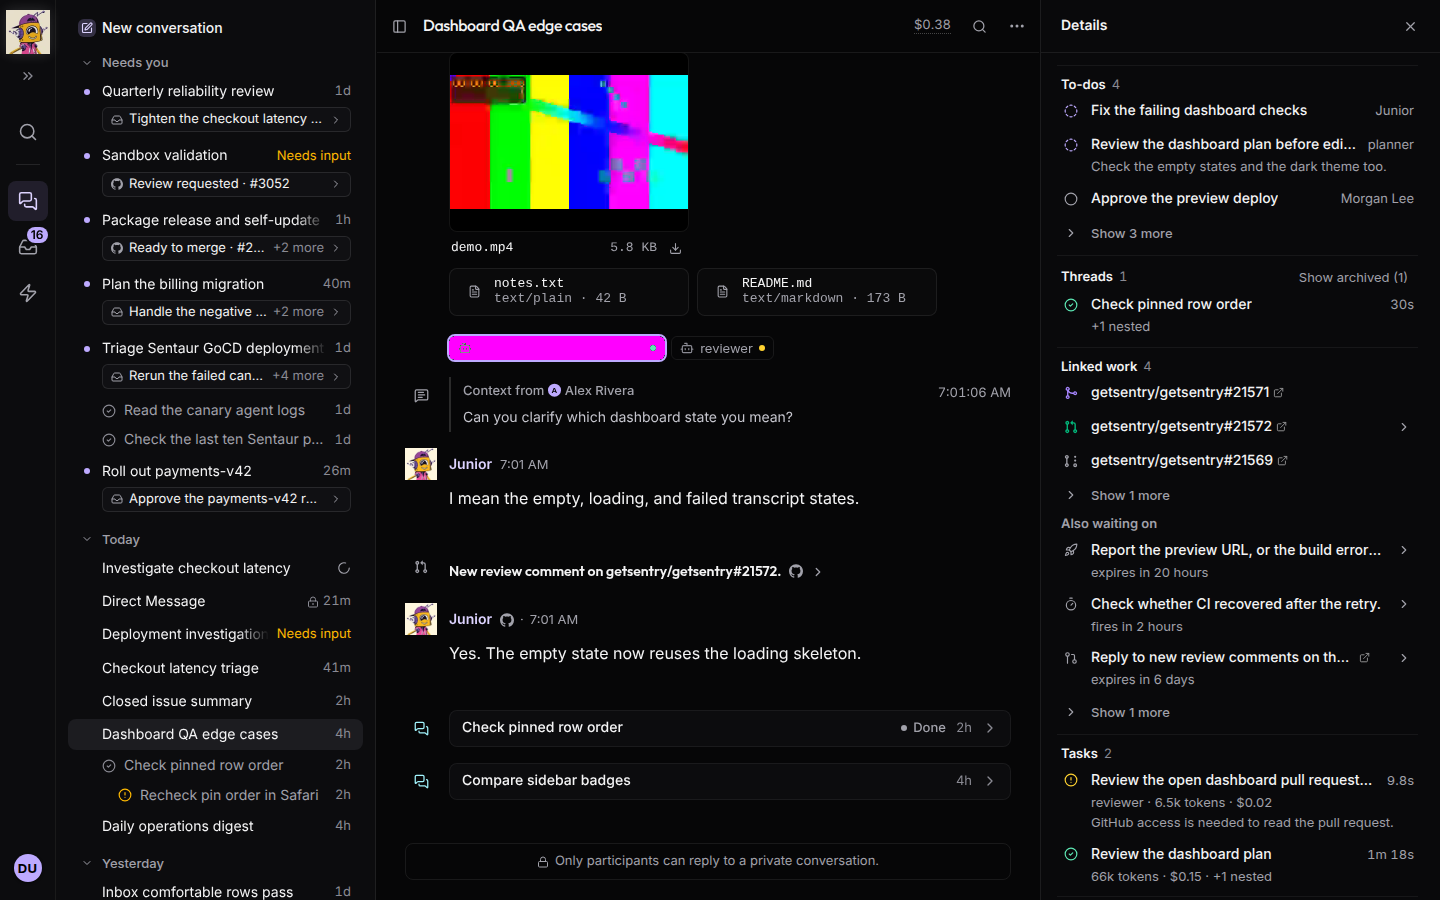 New conversation
Needs you
Quarterly reliability review 1d
Tighten the checkout latency ...
Sandbox validation Needs input
Review requested · #3052
Package release and self-update 1h
Ready to merge · #2... +2 more
Plan the billing migration 40m
Handle the negative ... +2 more
Triage Sentaur GoCD deployment 1d
Rerun the failed can... +4 more
Read the canary agent logs 1d
Check the last ten Sentaur p... 1d
Roll out payments-v42 26m
Approve the payments-v42 r...
Today
Investigate checkout latency
Direct Message 21m
Deployment investigation Needs input
Checkout latency triage 41m
Closed issue summary 2h
Dashboard QA edge cases 4h
Check pinned row order 2h
Recheck pin order in Safari 2h
Daily operations digest 4h
Yesterday
Inbox comfortable rows pass 1d
16
DU
Dashboard QA edge cases $0.38
demo.mp4 5.8 KB
notes.txt
text/plain · 42 B
README.md
text/markdown · 173 B
reviewer
Context from A Alex Rivera 7:01:06 AM
Can you clarify which dashboard state you mean?
Junior 7:01 AM
I mean the empty, loading, and failed transcript states.
New review comment on getsentry/getsentry#21572.
Junior · 7:01 AM
Yes. The empty state now reuses the loading skeleton.
Check pinned row order Done 2h
Compare sidebar badges 4h
Only participants can reply to a private conversation.
Details
To-dos 4
Fix the failing dashboard checks Junior
Review the dashboard plan before edi... planner
Check the empty states and the dark theme too.
Approve the preview deploy Morgan Lee
Show 3 more
Threads 1 Show archived (1)
Check pinned row order 30s
+1 nested
Linked work 4
getsentry/getsentry#21571
getsentry/getsentry#21572
getsentry/getsentry#21569
Show 1 more
Also waiting on
Report the preview URL, or the build error...
expires in 20 hours
Check whether CI recovered after the retry.
fires in 2 hours
Reply to new review comments on th...
expires in 6 days
Show 1 more
Tasks 2
Review the open dashboard pull request... 9.8s
reviewer · 6.5k tokens · $0.02
GitHub access is needed to read the pull request.
Review the dashboard plan 1m 18s
66k tokens · $0.15 · +1 nested